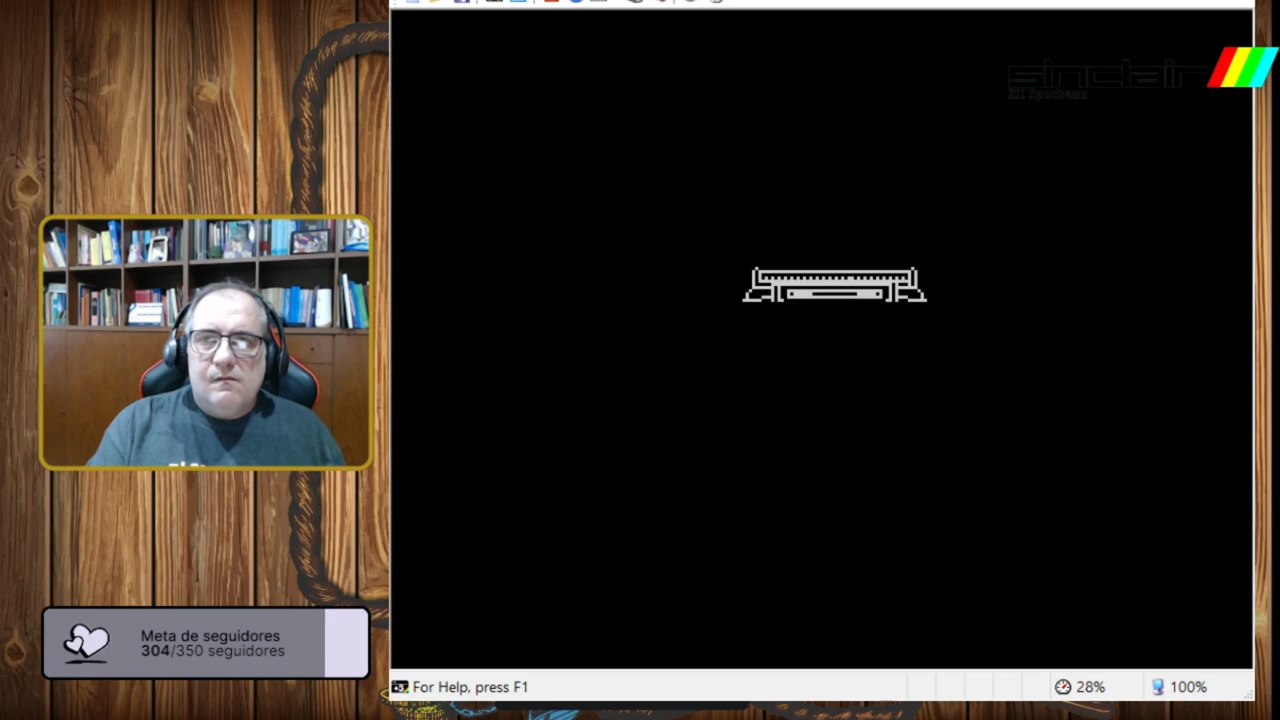 sinclair
ZX Spectrum
Meta de seguidores
304/350 seguidores
For Help, press F1
28%
100%